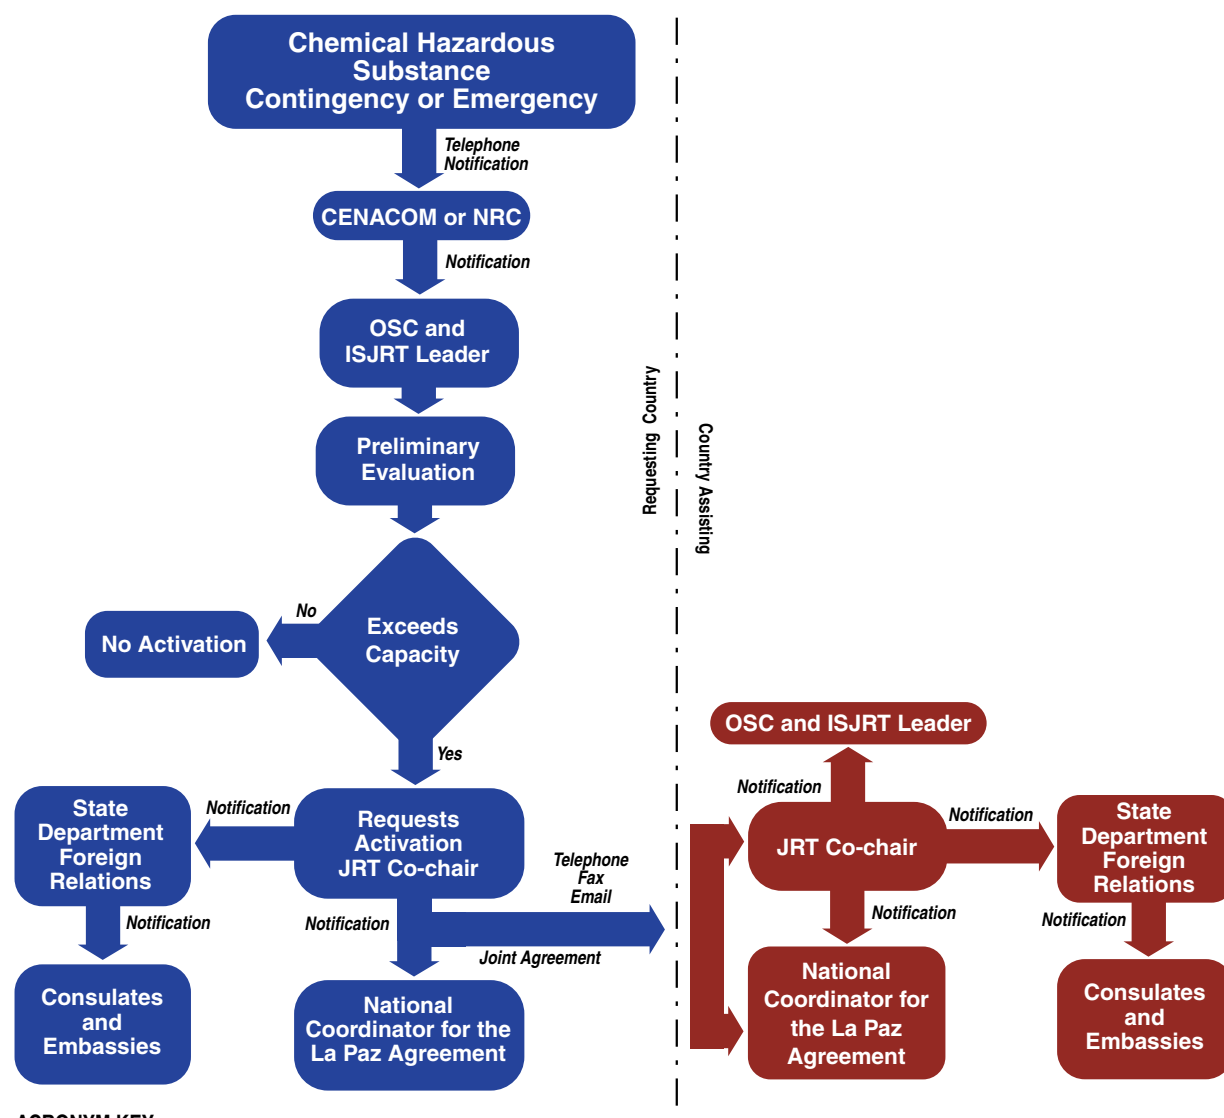 Chemical Hazardous
Substance
Contingency or Emergency
Telephone
Notification
CENACOM or NRC
Notification
OSC and
ISJRT Leader
Preliminary
Evaluation
Requesting Country
Country Assisting
Exceeds
Capacity
No
No Activation
Yes
State
Department
Foreign
Relations
Notification
Requests
Activation
JRT Co-chair
Telephone
Fax
Email
Joint Agreement
Notification
Notification
Consulates
and
Embassies
National
Coordinator for the
La Paz Agreement
OSC and ISJRT Leader
Notification
JRT Co-chair
Notification
State
Department
Foreign
Relations
Notification
Notification
National
Coordinator for
the La Paz
Agreement
Consulates
and
Embassies
ACRONYM KEY